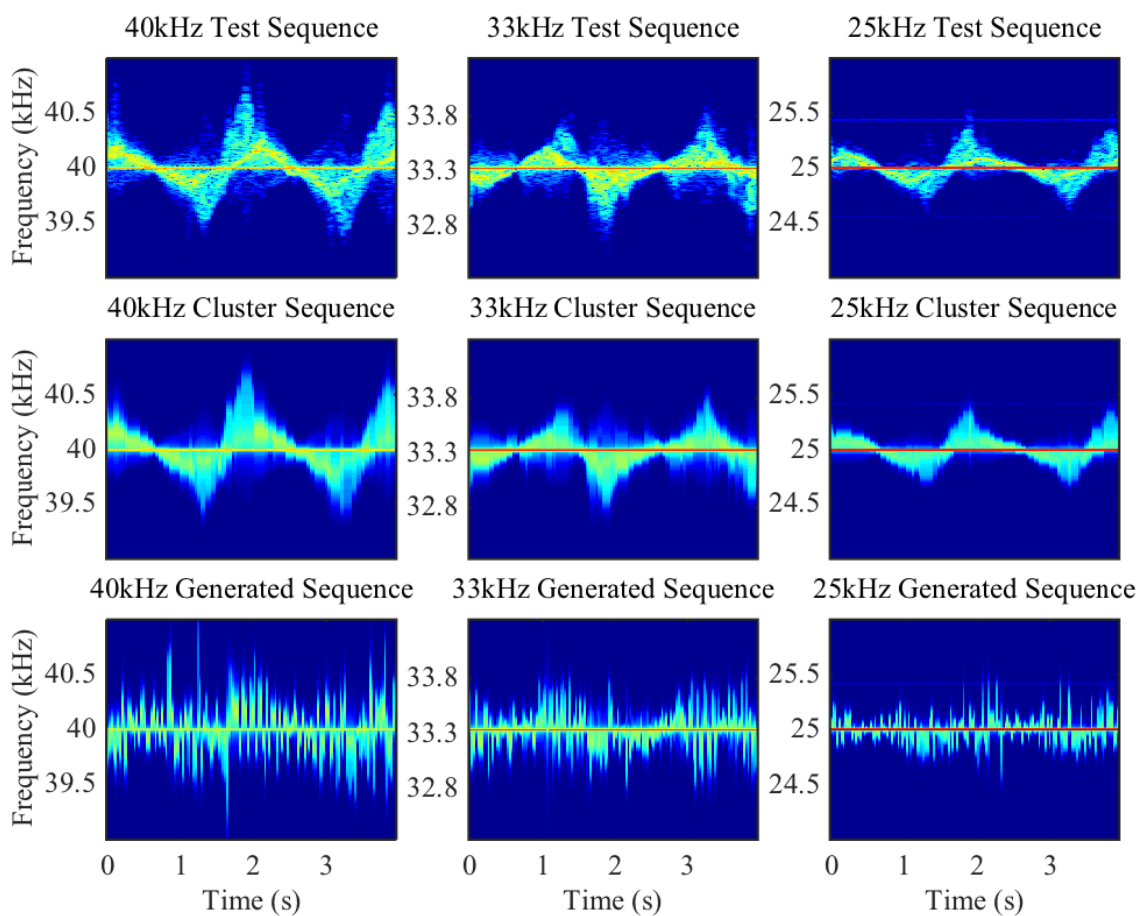 40kHz Test Sequence
33kHz Test Sequence
25kHz Test Sequence
Frequency (kHz)
40.5
40
39.5
33.8
33.3
32.8
25.5
25
24.5
40kHz Cluster Sequence
33kHz Cluster Sequence
25kHz Cluster Sequence
Frequency (kHz)
40.5
40
39.5
33.8
33.3
32.8
25.5
25
24.5
40kHz Generated Sequence
33kHz Generated Sequence
25kHz Generated Sequence
Frequency (kHz)
40.5
40
39.5
33.8
33.3
32.8
25.5
25
24.5
0 1 2 3
0 1 2 3
0 1 2 3
Time (s)
Time (s)
Time (s)